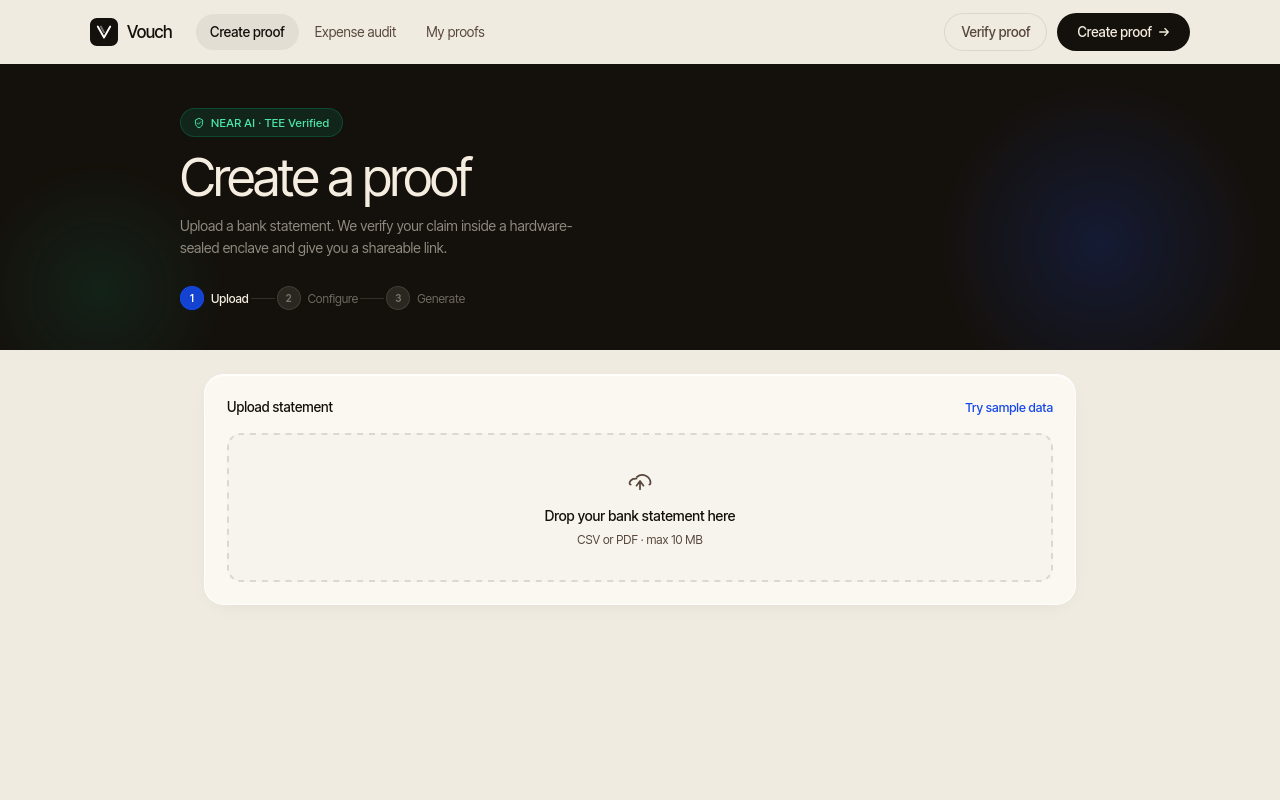 Vouch
Create proof
Expense audit
My proofs
Verify proof
Create proof →
NEAR AI · TEE Verified
Create a proof
Upload a bank statement. We verify your claim inside a hardware-
sealed enclave and give you a shareable link.
1 Upload
2 Configure
3 Generate
Upload statement
Try sample data
Drop your bank statement here
CSV or PDF · max 10 MB